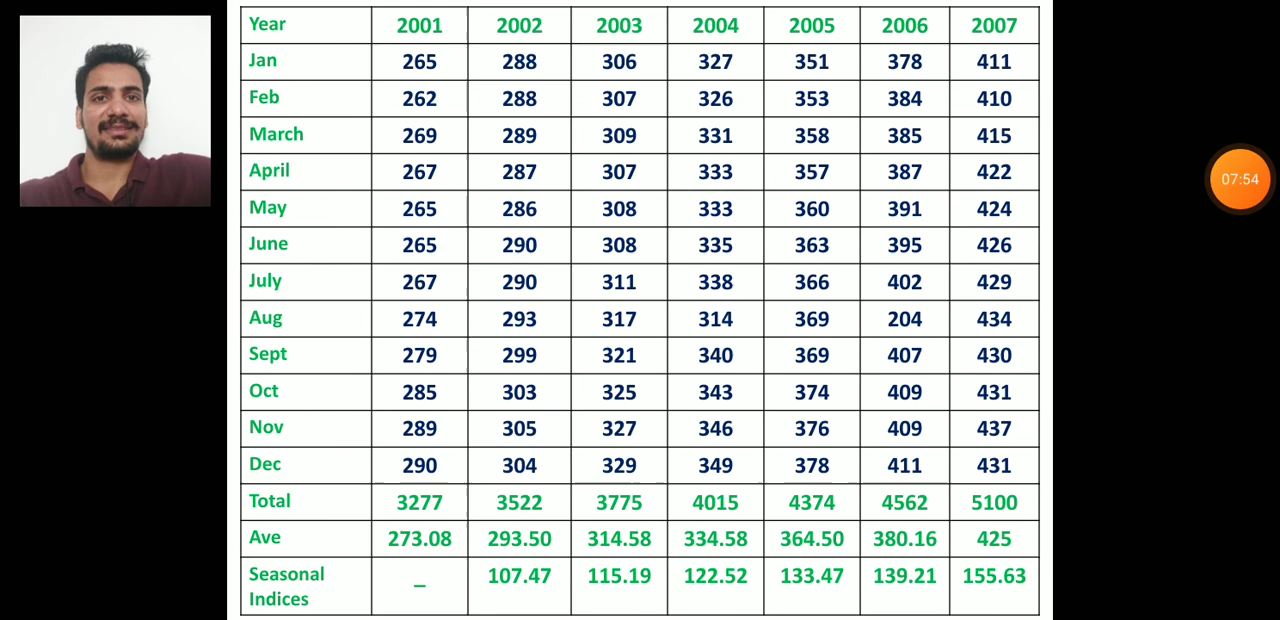 Year 2001 2002 2003 2004 2005 2006 2007
Jan 265 288 306 327 351 378 411
Feb 262 288 307 326 353 384 410
March 269 289 309 331 358 385 415
April 267 287 307 333 357 387 422
May 265 286 308 333 360 391 424
June 265 290 308 335 363 395 426
July 267 290 311 338 366 402 429
Aug 274 293 317 314 369 204 434
Sept 279 299 321 340 369 407 430
Oct 285 303 325 343 374 409 431
Nov 289 305 327 346 376 409 437
Dec 290 304 329 349 378 411 431
Total 3277 3522 3775 4015 4374 4562 5100
Ave 273.08 293.50 314.58 334.58 364.50 380.16 425
Seasonal _ 107.47 115.19 122.52 133.47 139.21 155.63
Indices
07:54